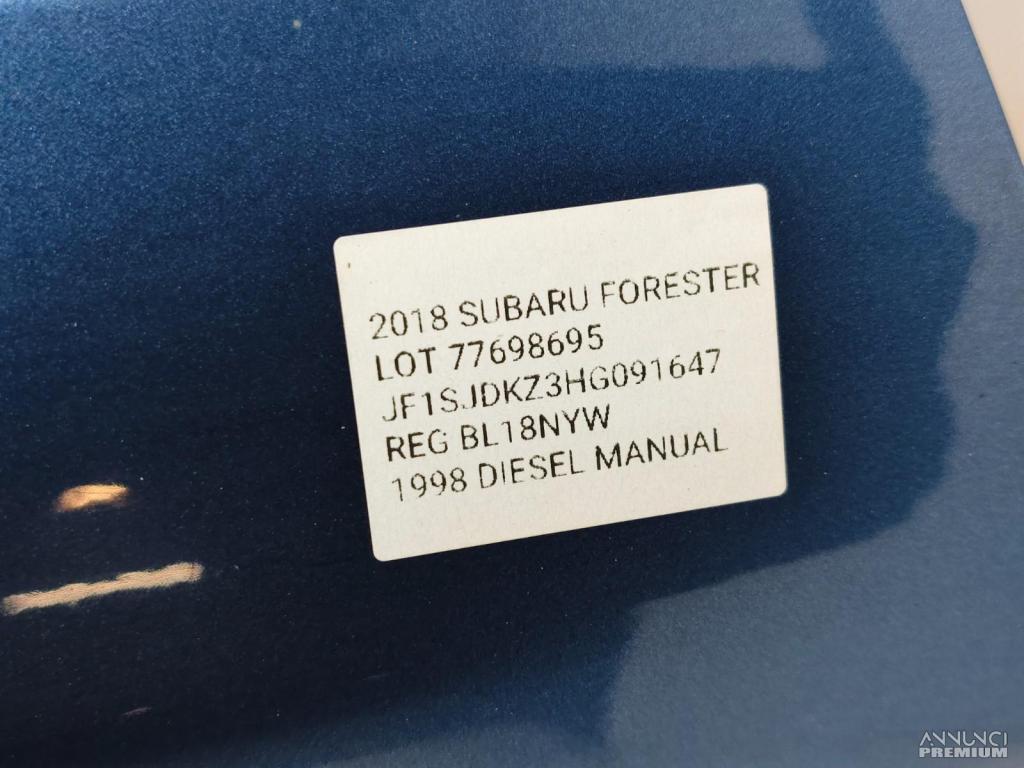 2018 SUBARU FORESTER
LOT 77698695
JF1SJDKZ3HG091647
REG BL18NYW
1998 DIESEL MANUAL
ANNUNCI
PREMIUM